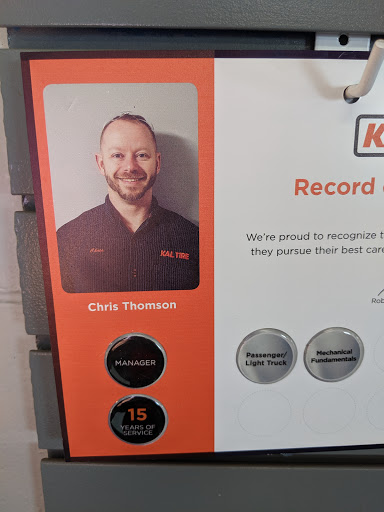 K
Record
We're proud to recognize
they pursue their best care
KAL TIRE
Chris Thomson
Rob
MANAGER
Passenger/
Light Truck
Mechanical
Fundamentals
15
YEARS OF
SERVICE